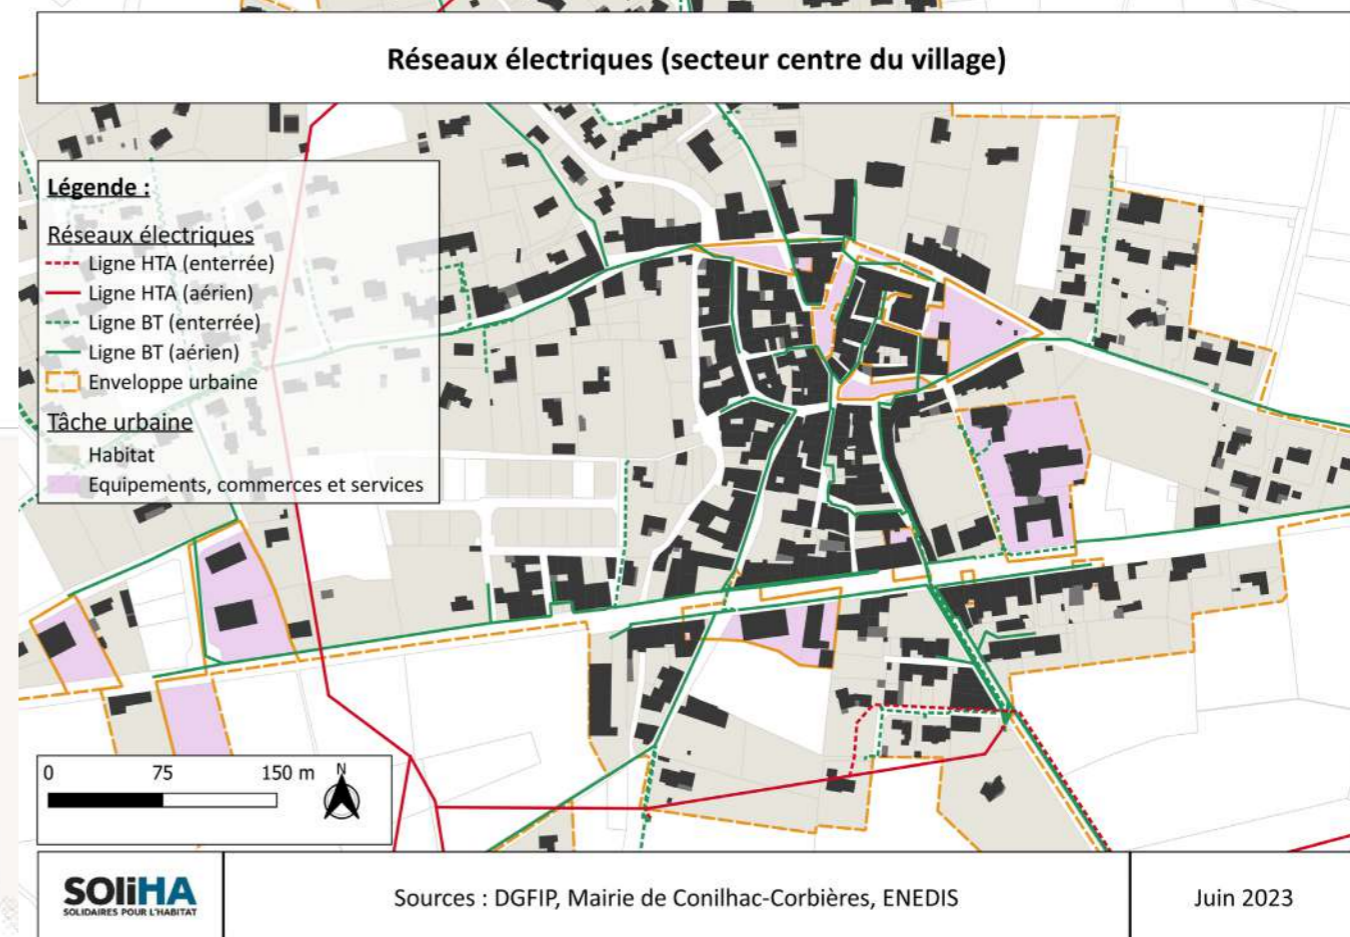 Réseaux électriques (secteur centre du village)
Légende :
Réseaux électriques
Ligne HTA (enterrée)
Ligne HTA (aérien)
Ligne BT (enterrée)
Ligne BT (aérien)
Enveloppe urbaine
Tâche urbaine
Habitat
Equipements, commerces et services
0 75 150 m N
SOLiHA
SOLIDAIRES POUR L'HABITAT
Sources : DGFIP, Mairie de Conilhac-Corbières, ENEDIS
Juin 2023